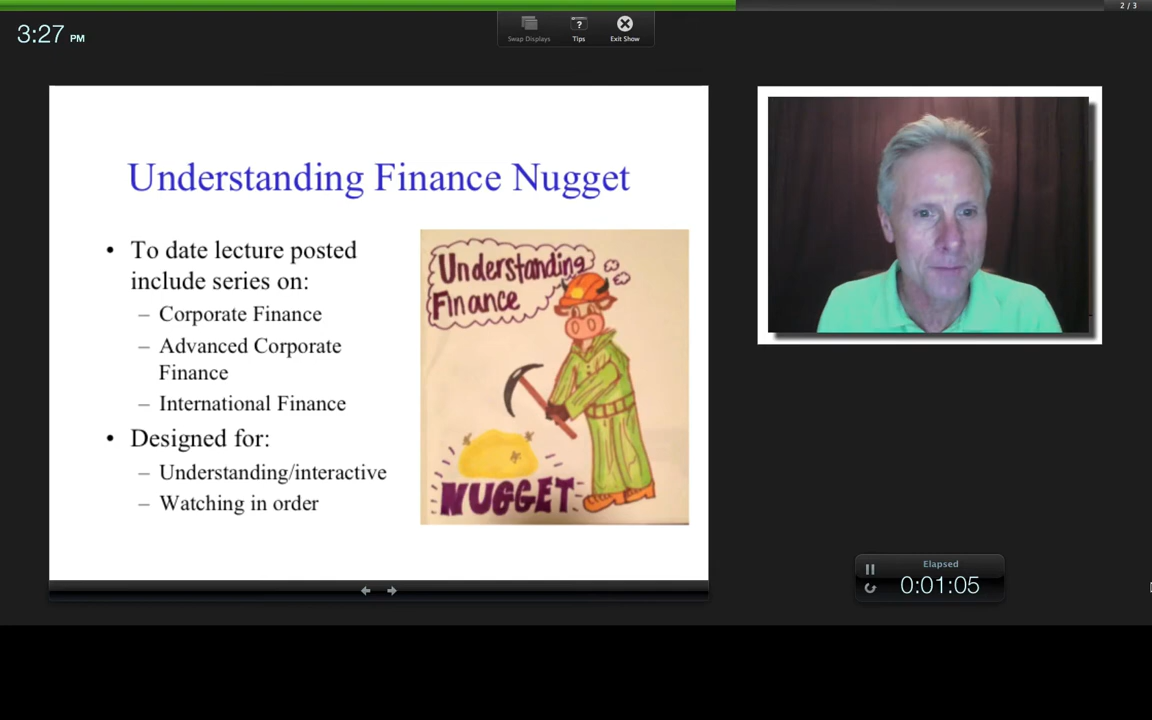 2 / 3
3:27 PM
Swap Displays
Tips
Exit Show
Understanding Finance Nugget
• To date lecture posted
include series on:
– Corporate Finance
– Advanced Corporate
Finance
– International Finance
• Designed for:
– Understanding/interactive
– Watching in order
Understanding
Finance
NUGGET
Elapsed
0:01:05